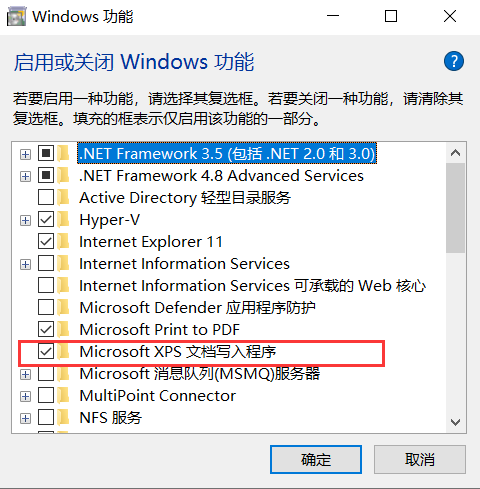 Windows 功能
启用或关闭 Windows 功能
?
若要启用一种功能，请选择其复选框。若要关闭一种功能，请清除其
复选框。填充的框表示仅启用该功能的一部分。
.NET Framework 3.5 (包括 .NET 2.0 和 3.0)
.NET Framework 4.8 Advanced Services
Active Directory 轻型目录服务
Hyper-V
Internet Explorer 11
Internet Information Services
Internet Information Services 可承载的 Web 核心
Microsoft Defender 应用程序防护
Microsoft Print to PDF
Microsoft XPS 文档写入程序
Microsoft 消息队列(MSMQ)服务器
MultiPoint Connector
NFS 服务
确定
取消